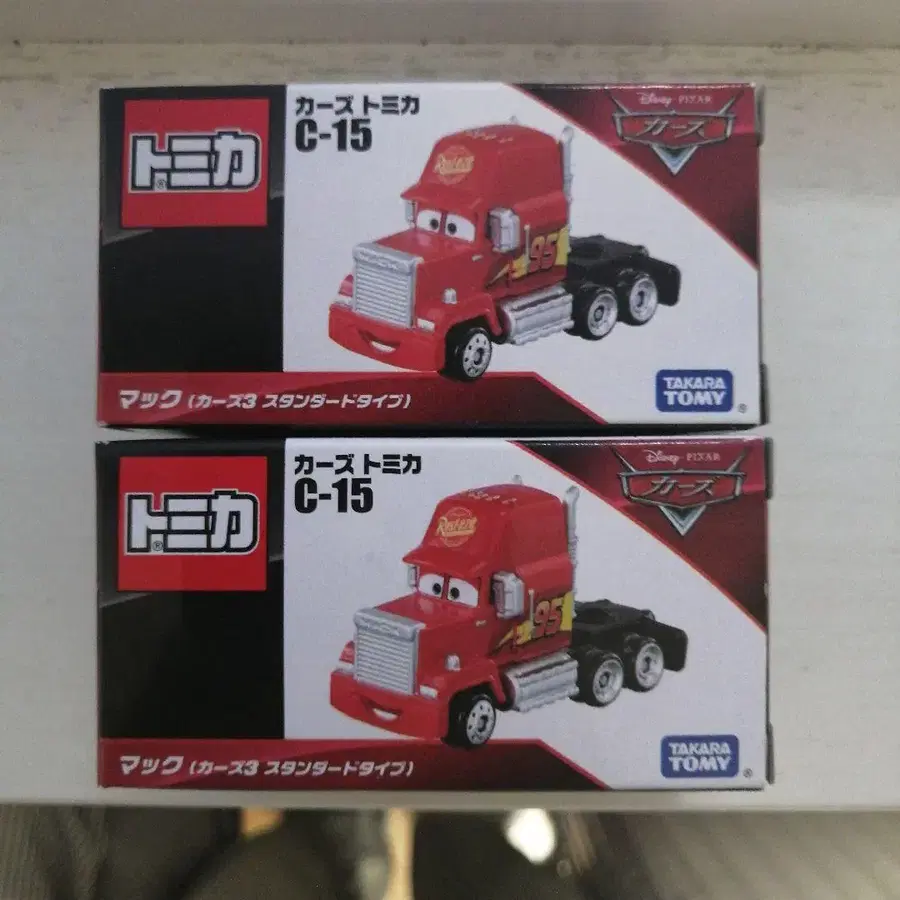 トミカ®
カーズ トミカ
C-15
Disney・PIXAR
カーズ
Rust-eze
95
マック (カーズ3 スタンダードタイプ)
TAKARA
TOMY®
トミカ®
カーズ トミカ
C-15
Disney・PIXAR
カーズ
Rust-eze
95
マック (カーズ3 スタンダードタイプ)
TAKARA
TOMY®